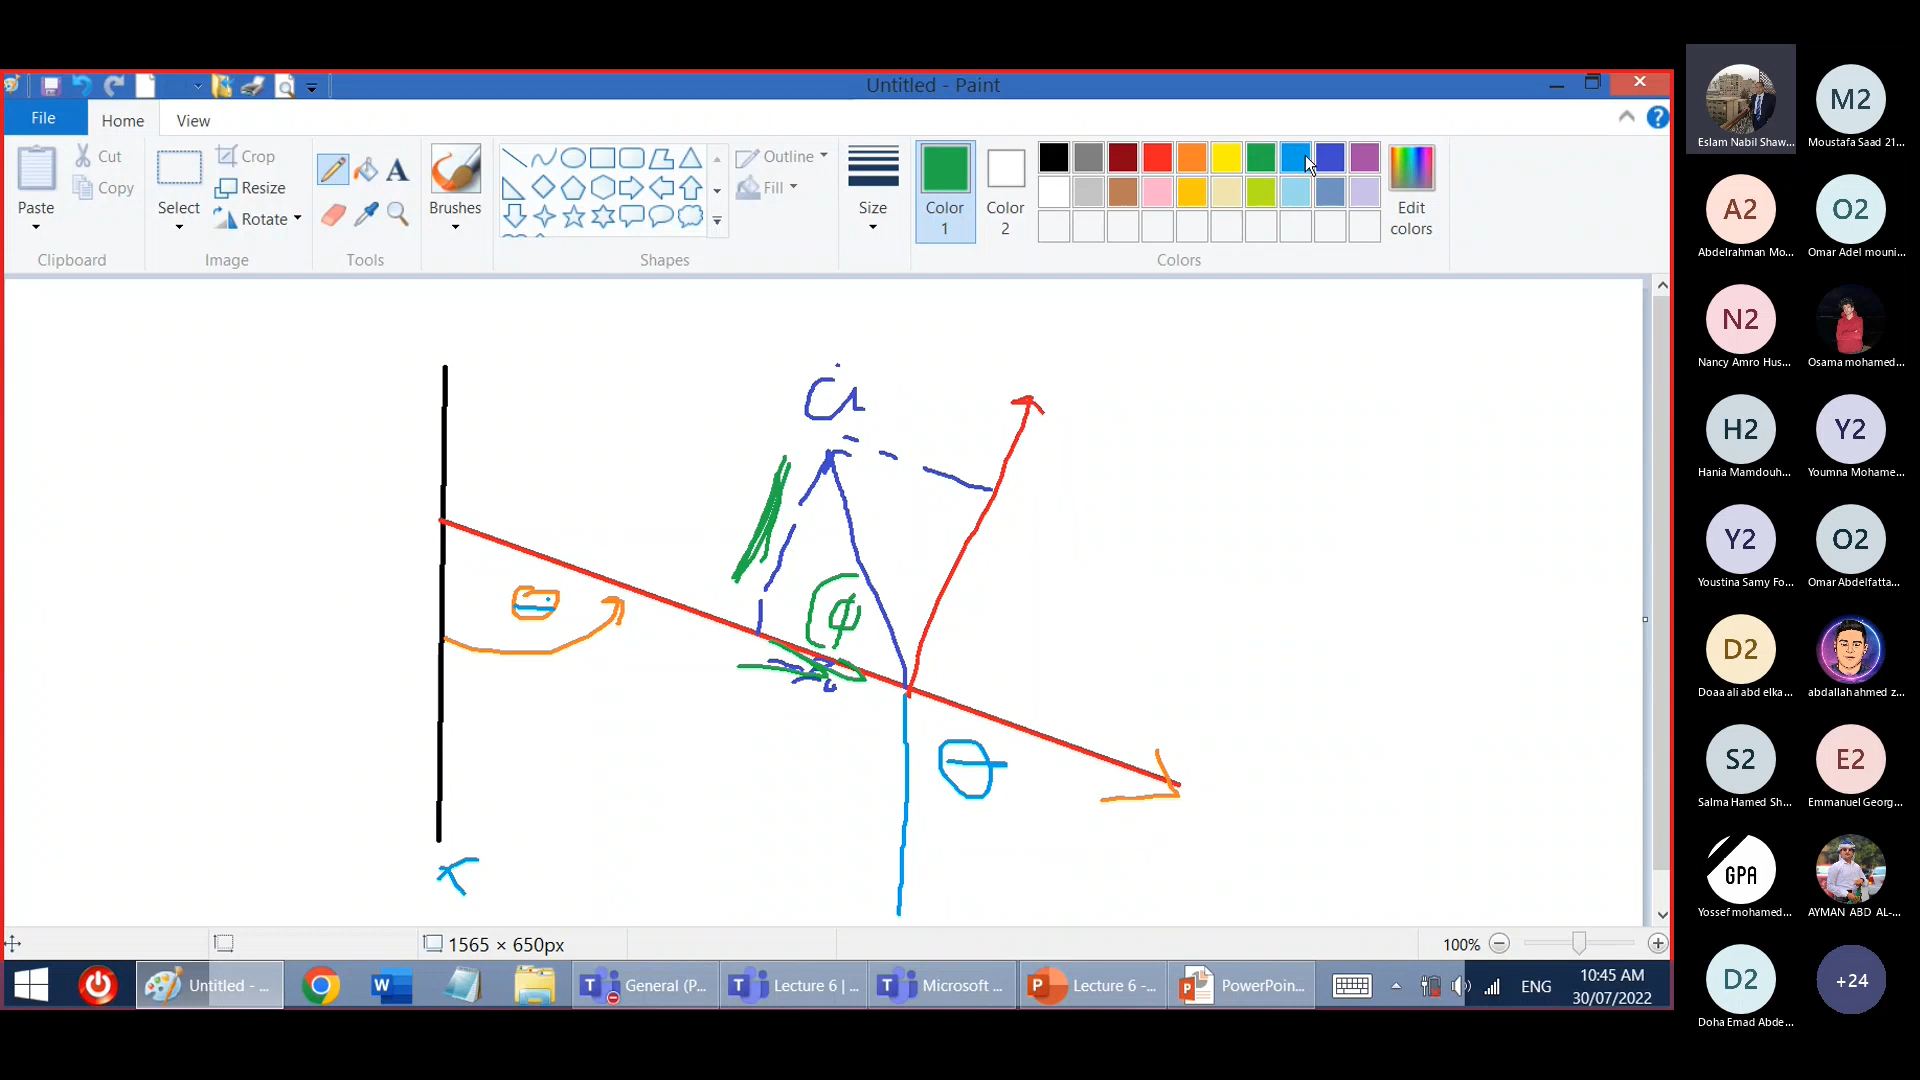 Untitled - Paint
File
Home
View
Cut
Copy
Paste
Clipboard
Select
Crop
Resize
Rotate
Image
A
Tools
Brushes
Shapes
Outline
Fill
Size
Color 1
Color 2
Edit colors
Colors
ϕ
θ
1565 × 650px
100%
Untitled - ...
General (P...
Lecture 6 | ...
Microsoft ...
Lecture 6 -...
PowerPoin...
ENG
10:45 AM
30/07/2022
Eslam Nabil Shaw...
M2
Moustafa Saad 21...
A2
Abdelrahman Mo...
O2
Omar Adel mouni...
N2
Nancy Amro Hus...
Osama mohamed...
H2
Hania Mamdouh...
Y2
Youmna Mohame...
Y2
Youstina Samy Fo...
O2
Omar Abdelfatta...
D2
Doaa ali abd elka...
abdallah ahmed z...
S2
Salma Hamed Sh...
E2
Emmanuel Georg...
GPA
Yossef mohamed...
AYMAN ABD AL-...
D2
Doha Emad Abde...
+24